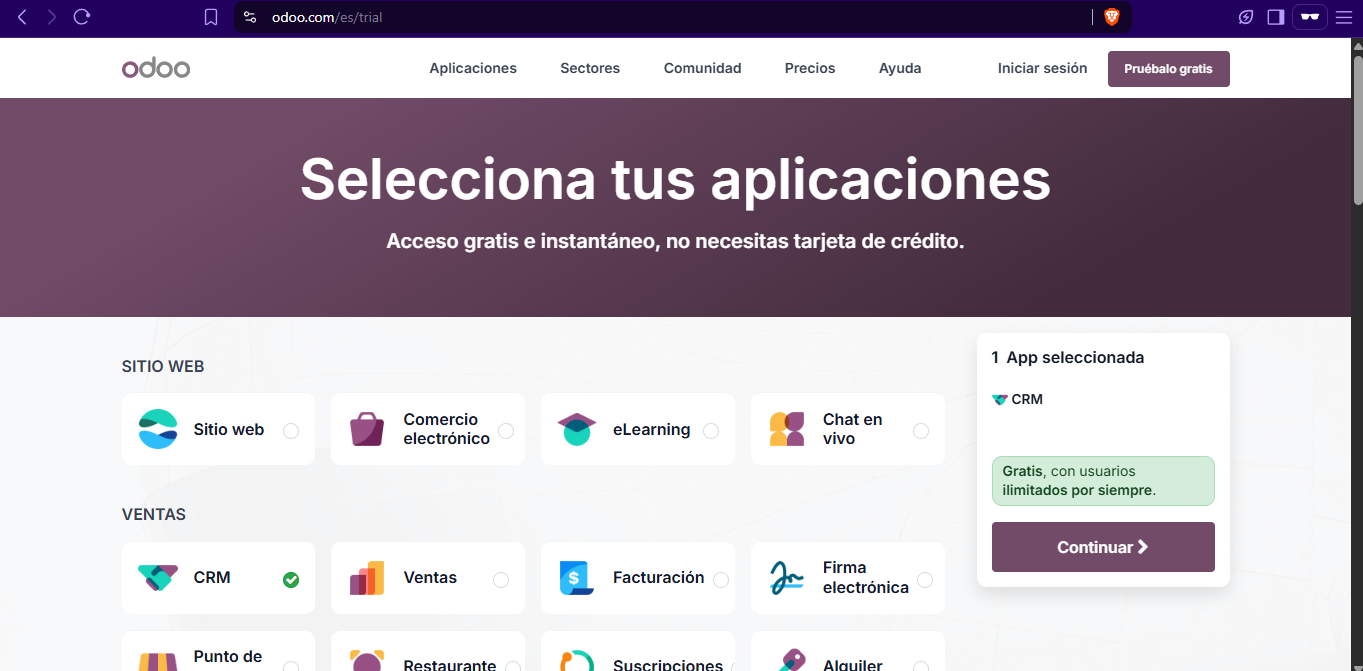 odoo.com/es/trial
odoo
Aplicaciones
Sectores
Comunidad
Precios
Ayuda
Iniciar sesión
Pruébalo gratis
Selecciona tus aplicaciones
Acceso gratis e instantáneo, no necesitas tarjeta de crédito.
SITIO WEB
Sitio web
Comercio
electrónico
eLearning
Chat en
vivo
VENTAS
CRM
Ventas
$
Facturación
Firma
electrónica
Punto de
Restaurante
Suscripciones
Alquiler
1 App seleccionada
CRM
Gratis, con usuarios
ilimitados por siempre.
Continuar